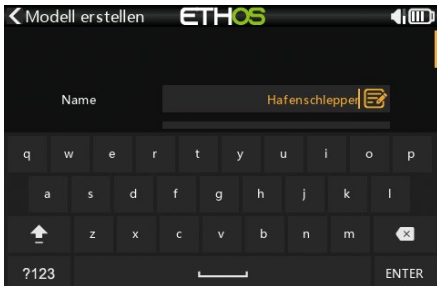 Modell erstellen ETHOS
Name Hafenschlepper
q w e r t y u i o p
a s d f g h j k l
z x c v b n m
?123 ENTER